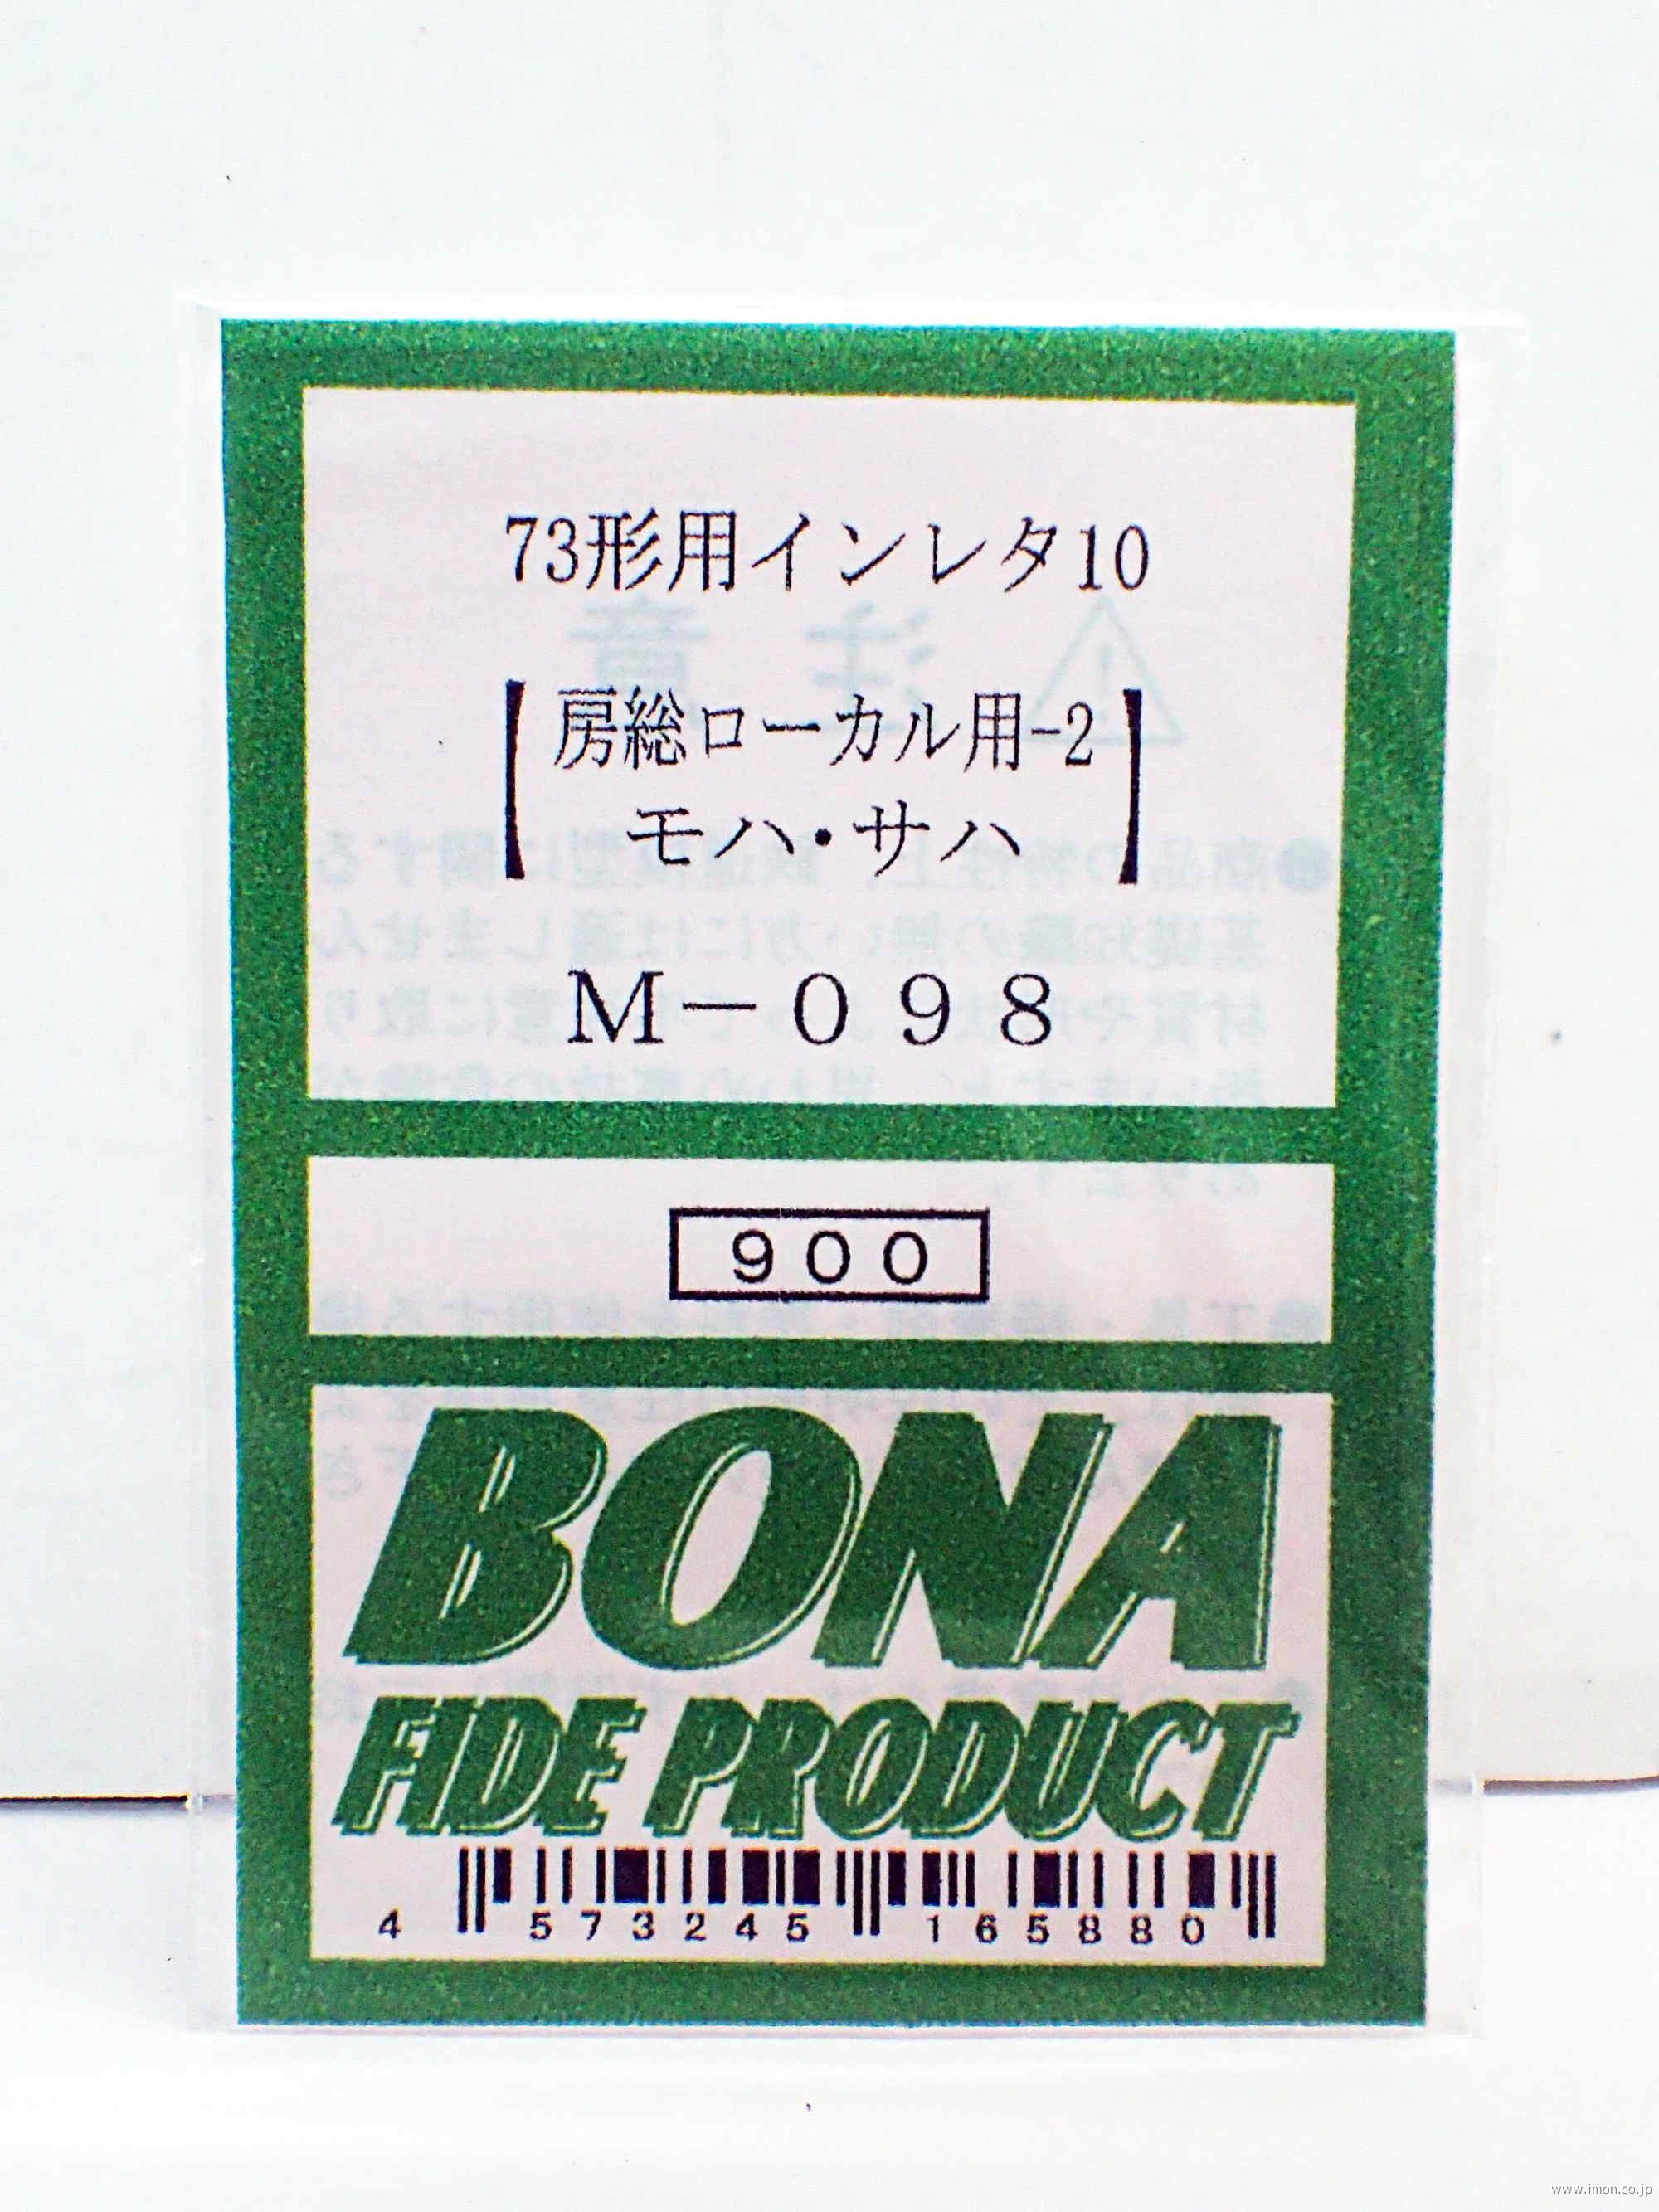 73形用インレタ10
房総ローカル用-2
モハ・サハ
M－098
900
BONA
FIDE PRODUCT
4 573245 165880
www.imon.co.jp